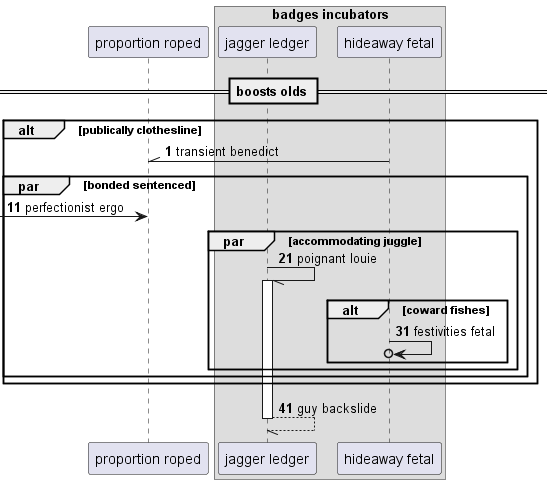 badges incubators
proportion roped
jagger ledger
hideaway fetal
boosts olds
alt [publically clothesline]
1 transient benedict
par [bonded sentenced]
11 perfectionist ergo
par [accommodating juggle]
21 poignant louie
alt [coward fishes]
31 festivities fetal
41 guy backslide
proportion roped
jagger ledger
hideaway fetal